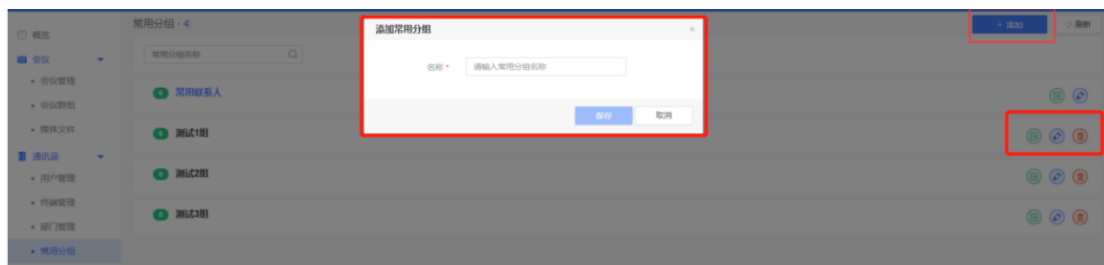 常用分组 - 4
+ 添加
刷新
概览
会议
会议管理
会议群组
媒体文件
通讯录
用户管理
终端管理
部门管理
常用分组
常用分组名称
常用联系人
测试1组
测试2组
测试3组
添加常用分组
×
名称 *
请输入常用分组名称
保存
取消